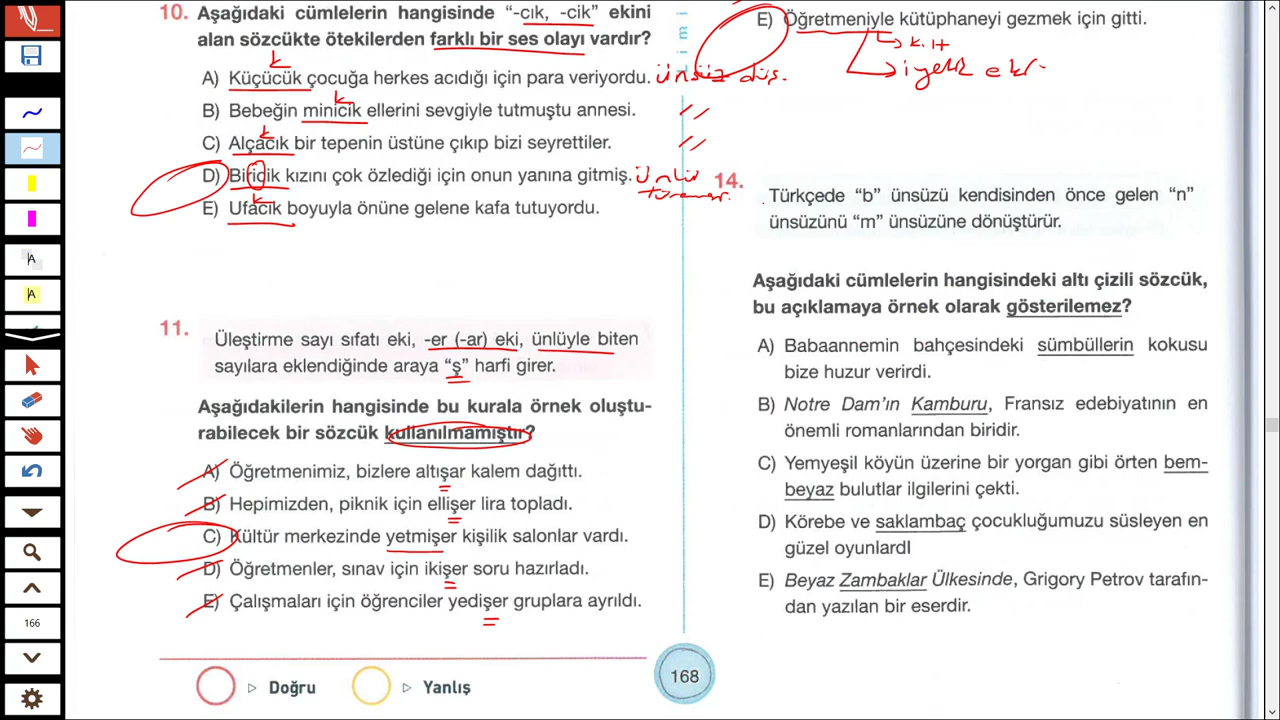 10. Aşağıdaki cümlelerin hangisinde “-cık, -cik” ekini
alan sözcükte ötekilerden farklı bir ses olayı vardır?
k
A) Küçücük çocuğa herkes acıdığı için para veriyordu. ünsüz düş.
k
B) Bebeğin minicik ellerini sevgiyle tutmuştu annesi. //
k
C) Alçacık bir tepenin üstüne çıkıp bizi seyrettiler. //
D) Biricik kızını çok özlediği için onun yanına gitmiş. ünlü
türemesi.
k
E) Ufacık boyuyla önüne gelene kafa tutuyordu.
11. Üleştirme sayı sıfatı eki, -er (-ar) eki, ünlüyle biten
sayılara eklendiğinde araya “ş” harfi girer.
Aşağıdakilerin hangisinde bu kurala örnek oluştu-
rabilecek bir sözcük kullanılmamıştır?
A) Öğretmenimiz, bizlere altışar kalem dağıttı.
B) Hepimizden, piknik için ellişer lira topladı.
C) Kültür merkezinde yetmişer kişilik salonlar vardı.
D) Öğretmenler, sınav için ikişer soru hazırladı.
E) Çalışmaları için öğrenciler yedişer gruplara ayrıldı.
E) Öğretmeniyle kütüphaneyi gezmek için gitti.
k.h
iyelik eki
14. Türkçede “b” ünsüzü kendisinden önce gelen “n”
ünsüzünü “m” ünsüzüne dönüştürür.
Aşağıdaki cümlelerin hangisindeki altı çizili sözcük,
bu açıklamaya örnek olarak gösterilemez?
A) Babaannemin bahçesindeki sümbüllerin kokusu
bize huzur verirdi.
B) Notre Dam’ın Kamburu, Fransız edebiyatının en
önemli romanlarından biridir.
C) Yemyeşil köyün üzerine bir yorgan gibi örten bem-
beyaz bulutlar ilgilerini çekti.
D) Körebe ve saklambaç çocukluğumuzu süsleyen en
güzel oyunlardI
E) Beyaz Zambaklar Ülkesinde, Grigory Petrov tarafın-
dan yazılan bir eserdir.
Doğru
Yanlış
168
A
A
166